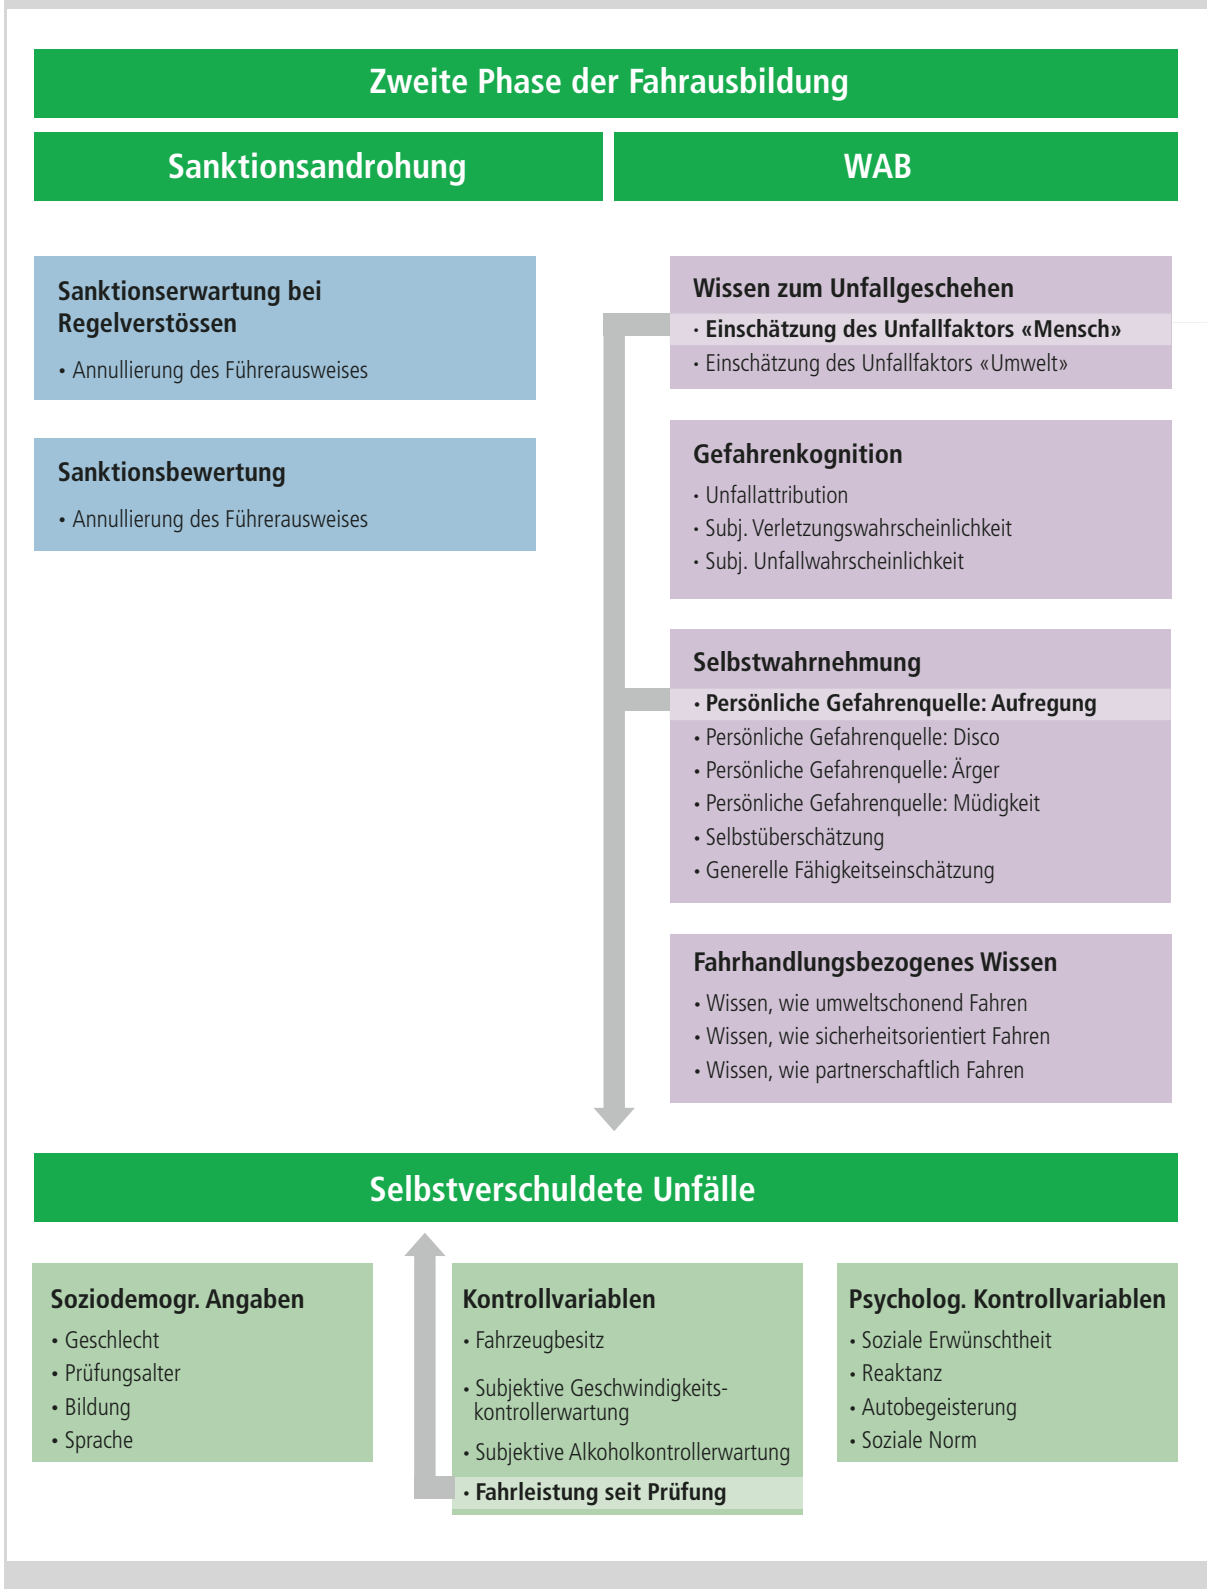 Zweite Phase der Fahrausbildung
Sanktionsandrohung
WAB
Sanktionserwartung bei
Regelverstössen
• Annullierung des Führerausweises
Sanktionsbewertung
• Annullierung des Führerausweises
Wissen zum Unfallgeschehen
• Einschätzung des Unfallfaktors «Mensch»
• Einschätzung des Unfallfaktors «Umwelt»
Gefahrenkognition
• Unfallattribution
• Subj. Verletzungswahrscheinlichkeit
• Subj. Unfallwahrscheinlichkeit
Selbstwahrnehmung
• Persönliche Gefahrenquelle: Aufregung
• Persönliche Gefahrenquelle: Disco
• Persönliche Gefahrenquelle: Ärger
• Persönliche Gefahrenquelle: Müdigkeit
• Selbstüberschätzung
• Generelle Fähigkeitseinschätzung
Fahrhandlungsbezogenes Wissen
• Wissen, wie umweltschonend Fahren
• Wissen, wie sicherheitsorientiert Fahren
• Wissen, wie partnerschaftlich Fahren
Selbstverschuldete Unfälle
Soziodemogr. Angaben
• Geschlecht
• Prüfungsalter
• Bildung
• Sprache
Kontrollvariablen
• Fahrzeugbesitz
• Subjektive Geschwindigkeits-
kontrollerwartung
• Subjektive Alkoholkontrollerwartung
• Fahrleistung seit Prüfung
Psycholog. Kontrollvariablen
• Soziale Erwünschtheit
• Reaktanz
• Autobegeisterung
• Soziale Norm